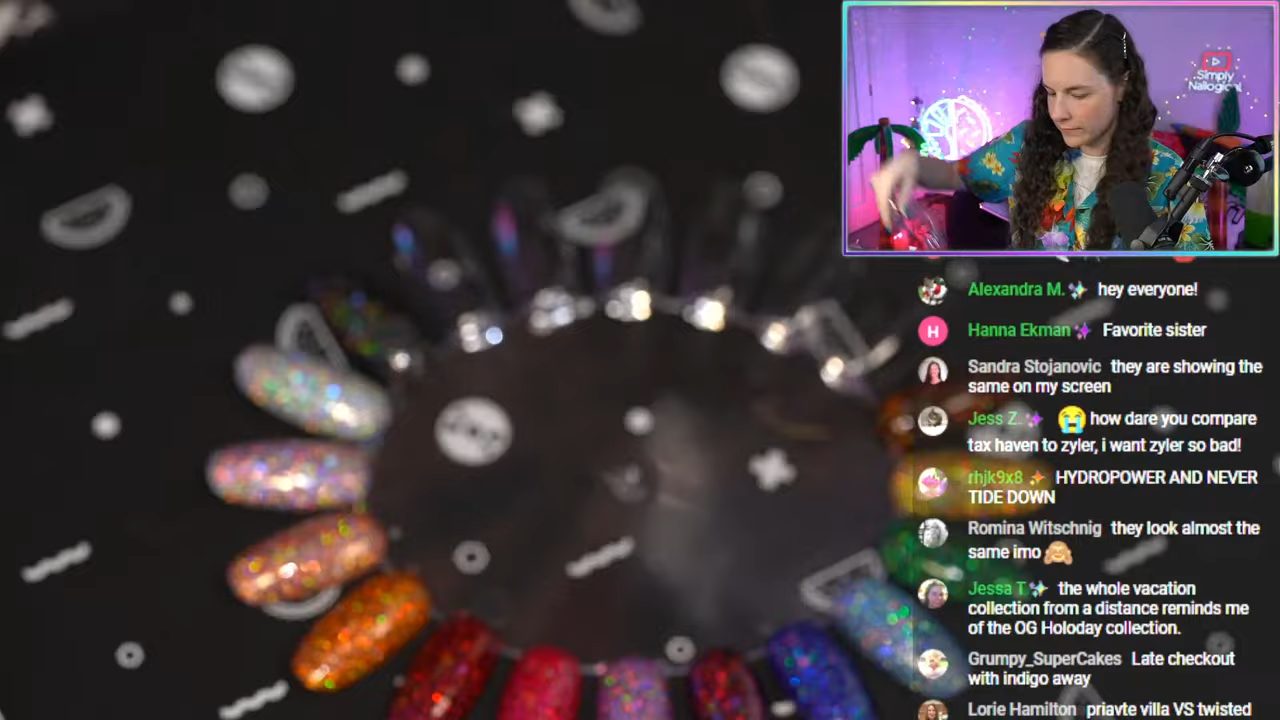 Simply
Nailogical
Alexandra M. hey everyone!
Hanna Ekman Favorite sister
Sandra Stojanovic they are showing the
same on my screen
Jess Z. 😭 how dare you compare
tax haven to zyler, i want zyler so bad!
rhjk9x8 HYDROPOWER AND NEVER
TIDE DOWN
Romina Witschnig they look almost the
same imo 🙈
Jessa T the whole vacation
collection from a distance reminds me
of the OG Holoday collection.
Grumpy_SuperCakes Late checkout
with indigo away
Lorie Hamilton priavte villa VS twisted